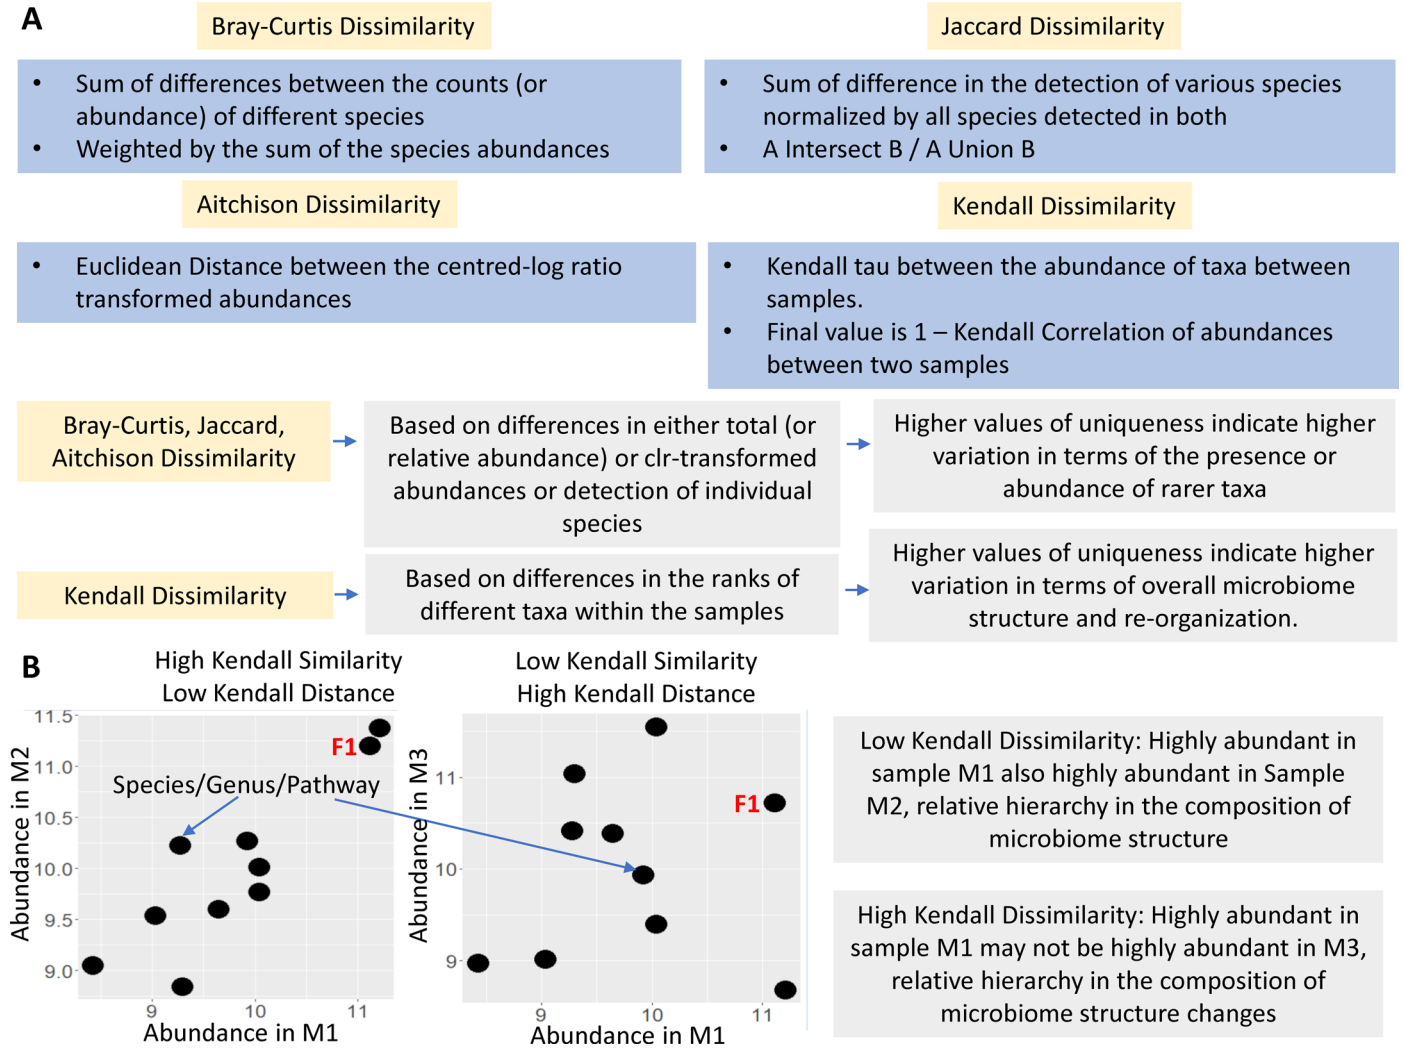 A
Bray-Curtis Dissimilarity
• Sum of differences between the counts (or
abundance) of different species
• Weighted by the sum of the species abundances
Jaccard Dissimilarity
• Sum of difference in the detection of various species
normalized by all species detected in both
• A Intersect B / A Union B
Aitchison Dissimilarity
• Euclidean Distance between the centred-log ratio
transformed abundances
Kendall Dissimilarity
• Kendall tau between the abundance of taxa between
samples.
• Final value is 1 – Kendall Correlation of abundances
between two samples
Bray-Curtis, Jaccard,
Aitchison Dissimilarity
Based on differences in either total (or
relative abundance) or clr-transformed
abundances or detection of individual
species
Higher values of uniqueness indicate higher
variation in terms of the presence or
abundance of rarer taxa
Kendall Dissimilarity
Based on differences in the ranks of
different taxa within the samples
Higher values of uniqueness indicate higher
variation in terms of overall microbiome
structure and re-organization.
B
High Kendall Similarity
Low Kendall Distance
Abundance in M2
11.5
11.0
10.5
10.0
9.5
9.0
F1
Species/Genus/Pathway
9 10 11
Abundance in M1
Low Kendall Similarity
High Kendall Distance
Abundance in M3
11
10
9
F1
9 10 11
Abundance in M1
Low Kendall Dissimilarity: Highly abundant in
sample M1 also highly abundant in Sample
M2, relative hierarchy in the composition of
microbiome structure
High Kendall Dissimilarity: Highly abundant in
sample M1 may not be highly abundant in M3,
relative hierarchy in the composition of
microbiome structure changes